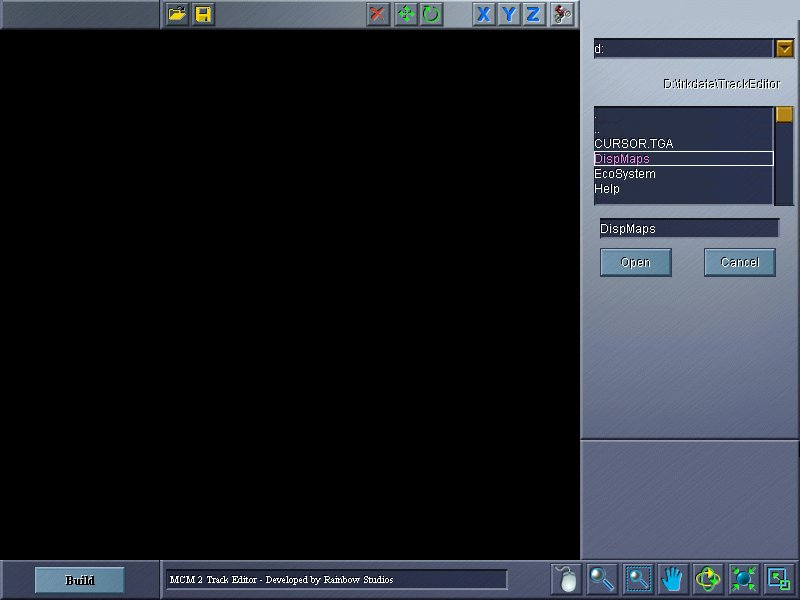 X Y Z
d:
D:\trkdata\TrackEditor
.
..
CURSOR.TGA
DispMaps
EcoSystem
Help
DispMaps
Open Cancel
Build
MCM 2 Track Editor - Developed by Rainbow Studios